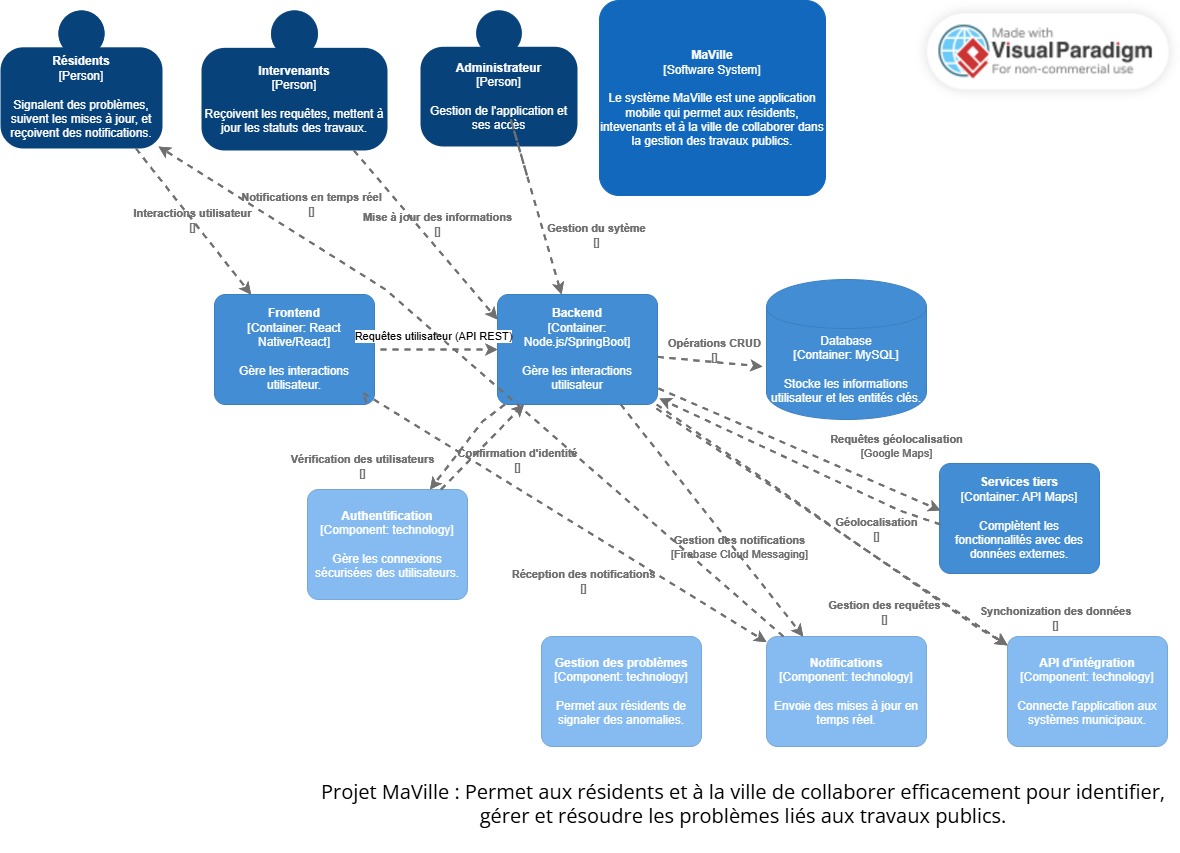 Résidents
[Person]
Signalent des problèmes,
suivent les mises à jour, et
reçoivent des notifications.
Intervenants
[Person]
Reçoivent les requêtes, mettent à
jour les statuts des travaux.
Administrateur
[Person]
Gestion de l'application et
ses accès
MaVille
[Software System]
Le système MaVille est une application
mobile qui permet aux résidents,
intevenants et à la ville de collaborer dans
la gestion des travaux publics.
Made with
Visual Paradigm
For non-commercial use
Interactions utilisateur
[]
Notifications en temps réel
[]
Mise à jour des informations
[]
Gestion du sytème
[]
Frontend
[Container: React
Native/React]
Gère les interactions
utilisateur.
Requêtes utilisateur (API REST)
Backend
[Container:
Node.js/SpringBoot]
Gère les interactions
utilisateur
Opérations CRUD
[]
Database
[Container: MySQL]
Stocke les informations
utilisateur et les entités clés.
Requêtes géolocalisation
[Google Maps]
Vérification des utilisateurs
[]
Confirmation d'identité
[]
Authentification
[Component: technology]
Gère les connexions
sécurisées des utilisateurs.
Services tiers
[Container: API Maps]
Complètent les
fonctionnalités avec des
données externes.
Géolocalisation
[]
Gestion des notifications
[Firebase Cloud Messaging]
Réception des notifications
[]
Gestion des requêtes
[]
Synchonization des données
[]
Gestion des problèmes
[Component: technology]
Permet aux résidents de
signaler des anomalies.
Notifications
[Component: technology]
Envoie des mises à jour en
temps réel.
API d'intégration
[Component: technology]
Connecte l'application aux
systèmes municipaux.
Projet MaVille : Permet aux résidents et à la ville de collaborer efficacement pour identifier,
gérer et résoudre les problèmes liés aux travaux publics.